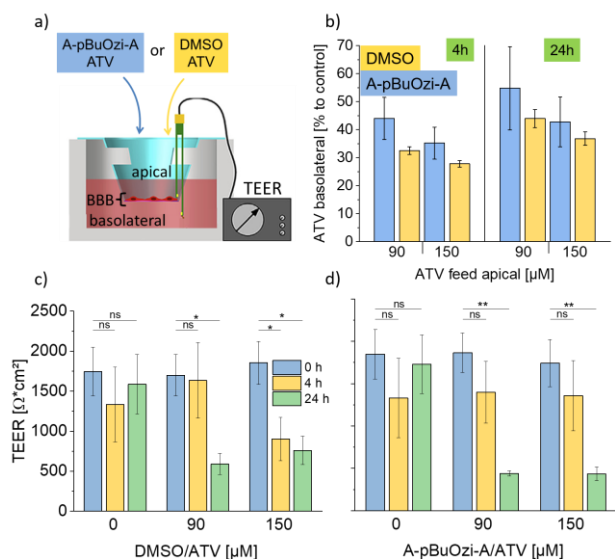 a)
A-pBuOzi-A
ATV
or
DMSO
ATV
apical
BBB
basolateral
TEER
b)
4h
24h
DMSO
A-pBuOzi-A
ATV basolateral [% to control]
70
60
50
40
30
20
10
0
90
150
90
150
ATV feed apical [µM]
c)
TEER [Ω*cm²]
2500
2250
1750
1500
1000
500
0
ns
ns
*
ns
*
*
0 h
4 h
24 h
0
90
150
DMSO/ATV [µM]
d)
ns
ns
**
ns
**
ns
0
90
150
A-pBuOzi-A/ATV [µM]